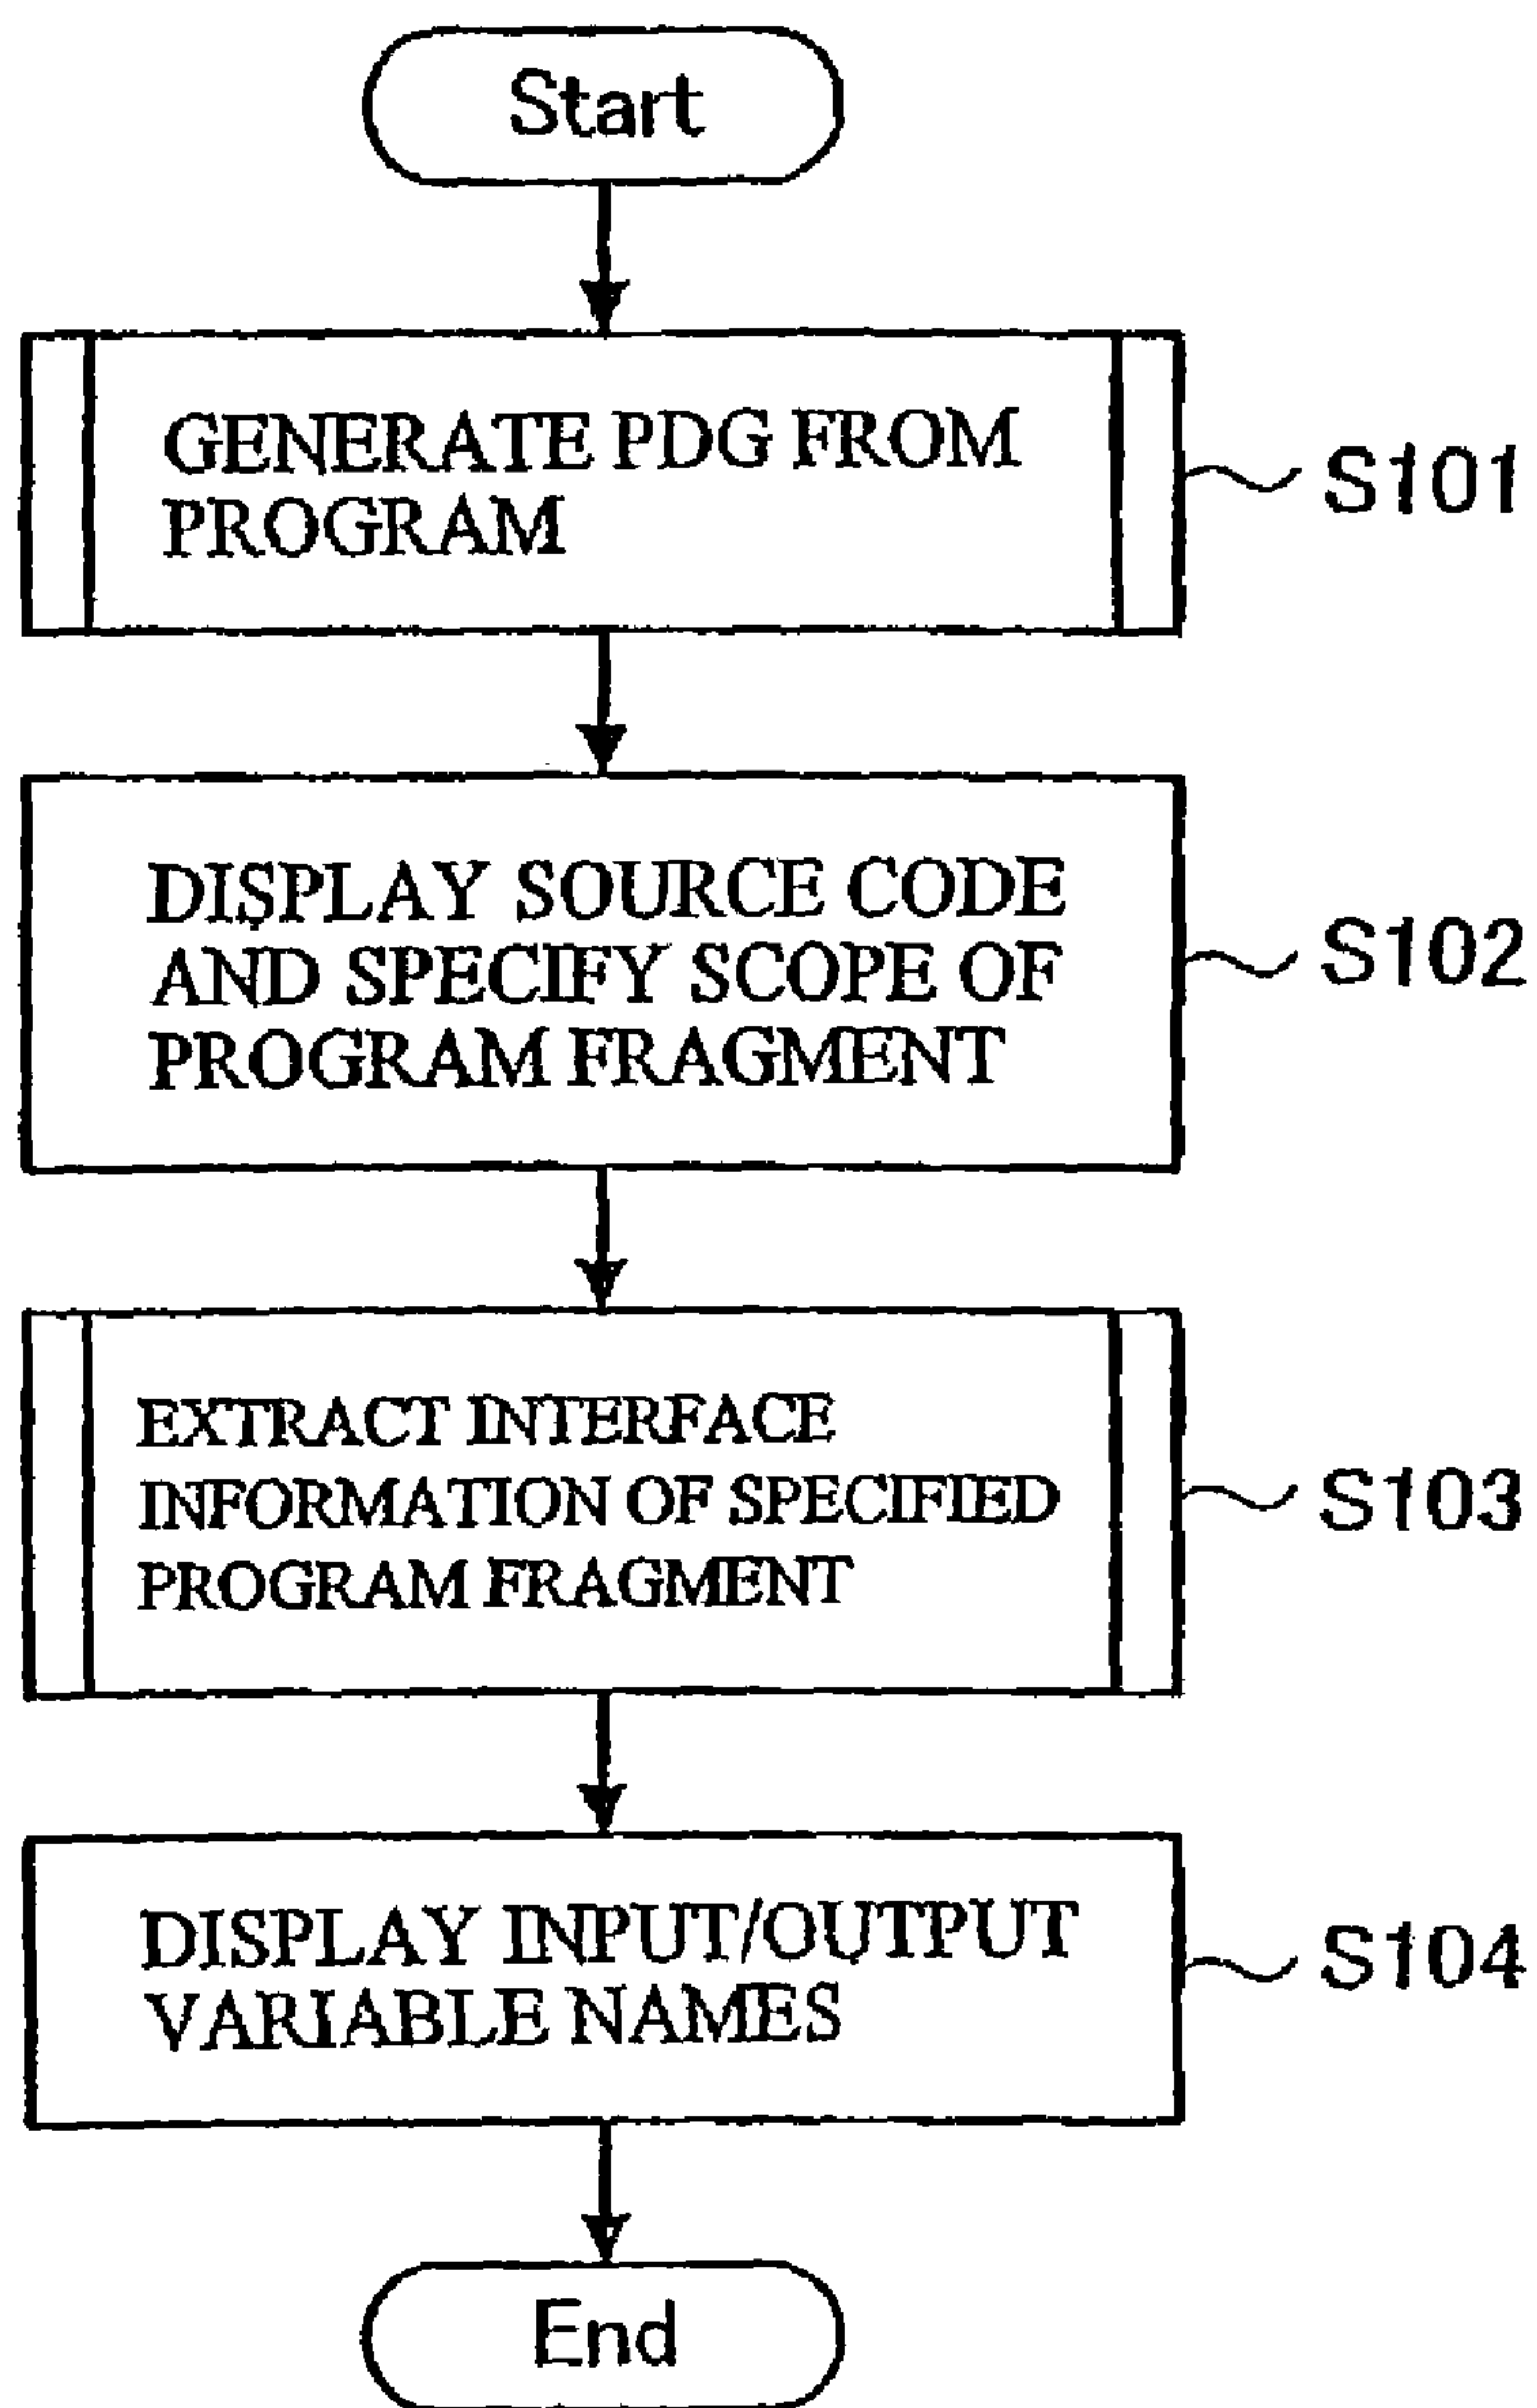 Start
GENERATE PDG FROM
PROGRAM
S101
DISPLAY SOURCE CODE
AND SPECIFY SCOPE OF
PROGRAM FRAGMENT
S102
EXTRACT INTERFACE
INFORMATION OF SPECIFIED
PROGRAM FRAGMENT
S103
DISPLAY INPUT/OUTPUT
VARIABLE NAMES
S104
End